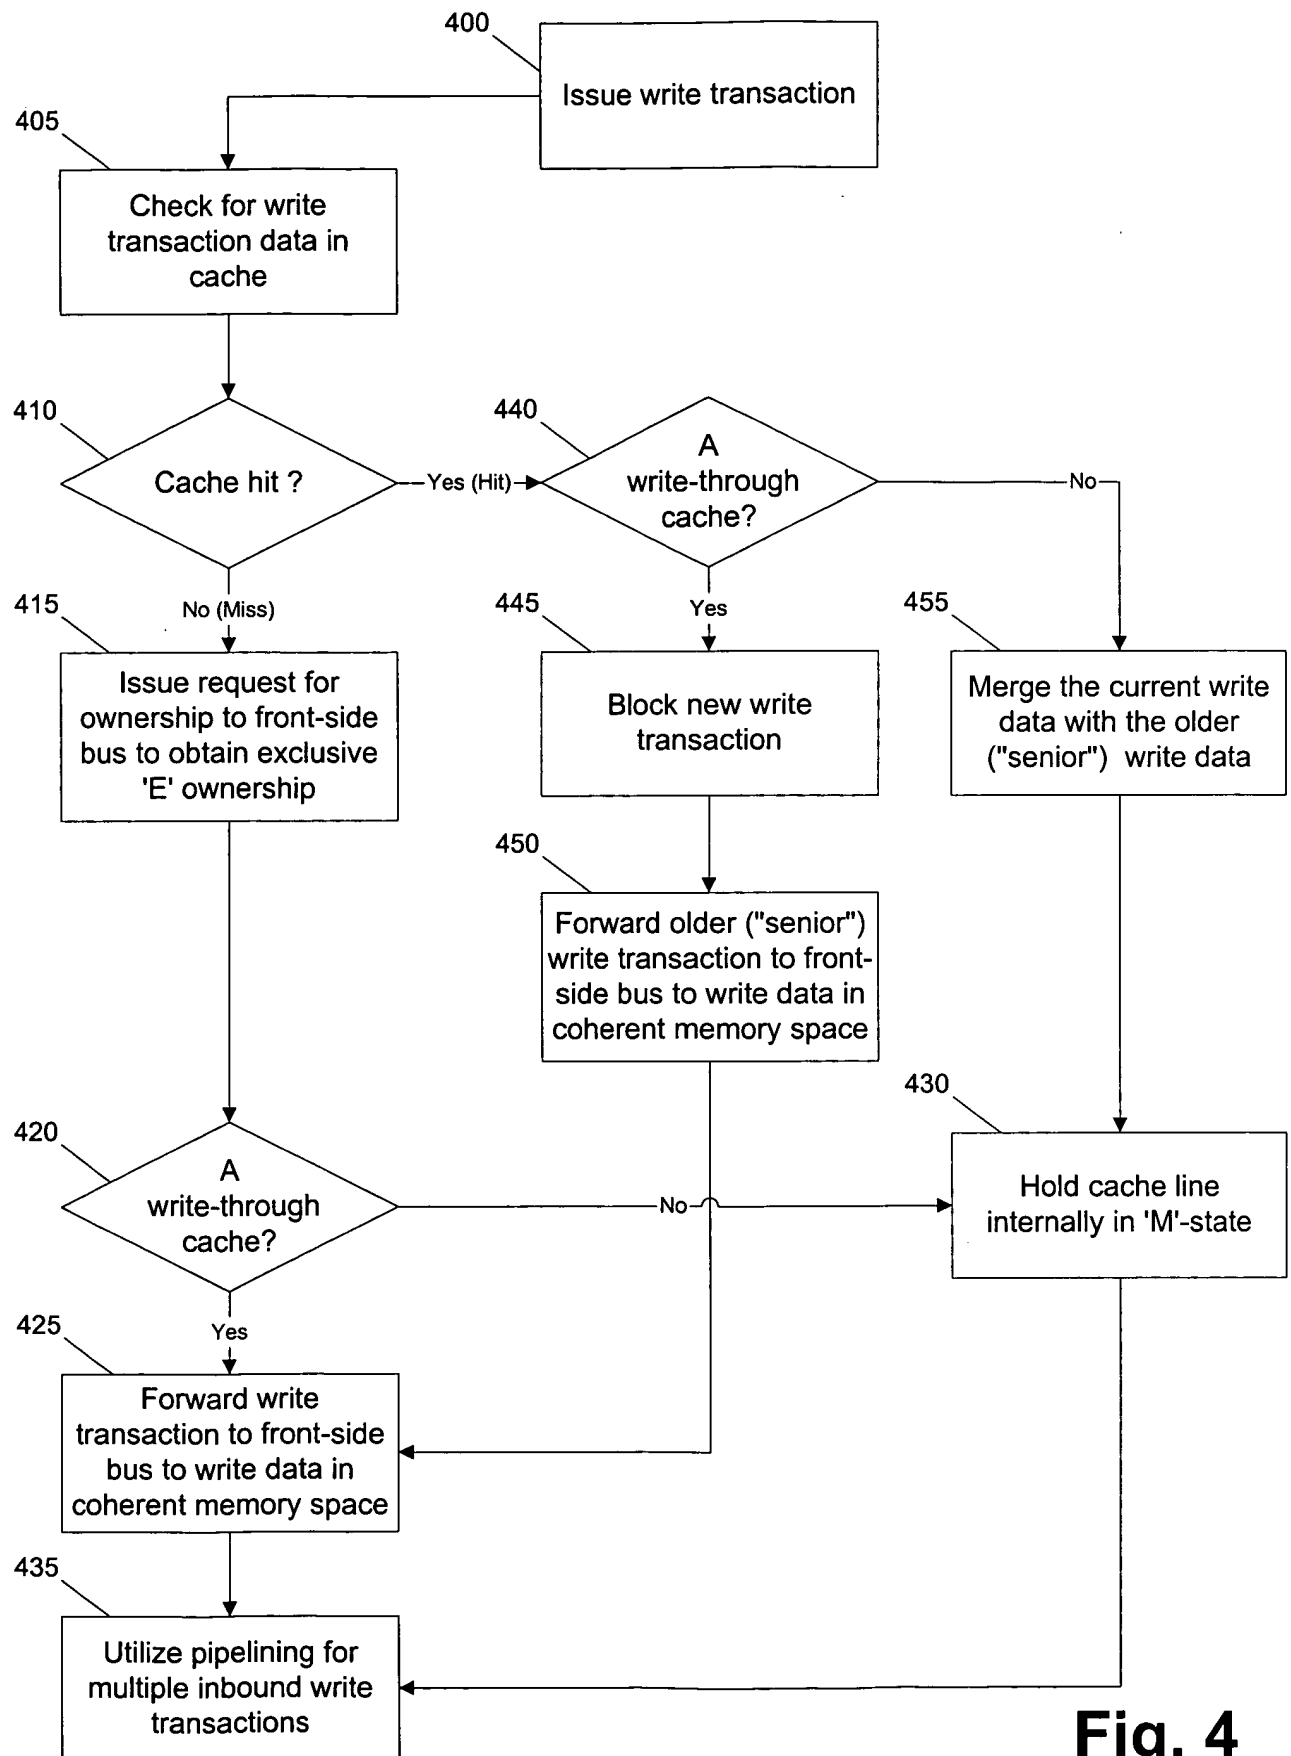 400
Issue write transaction
405
Check for write
transaction data in
cache
410
Cache hit ?
Yes (Hit)
440
A
write-through
cache?
No
No (Miss)
Yes
415
Issue request for
ownership to front-side
bus to obtain exclusive
'E' ownership
445
Block new write
transaction
455
Merge the current write
data with the older
("senior") write data
450
Forward older ("senior")
write transaction to front-
side bus to write data in
coherent memory space
420
A
write-through
cache?
No
430
Hold cache line
internally in 'M'-state
Yes
425
Forward write
transaction to front-side
bus to write data in
coherent memory space
435
Utilize pipelining for
multiple inbound write
transactions
Fig. 4